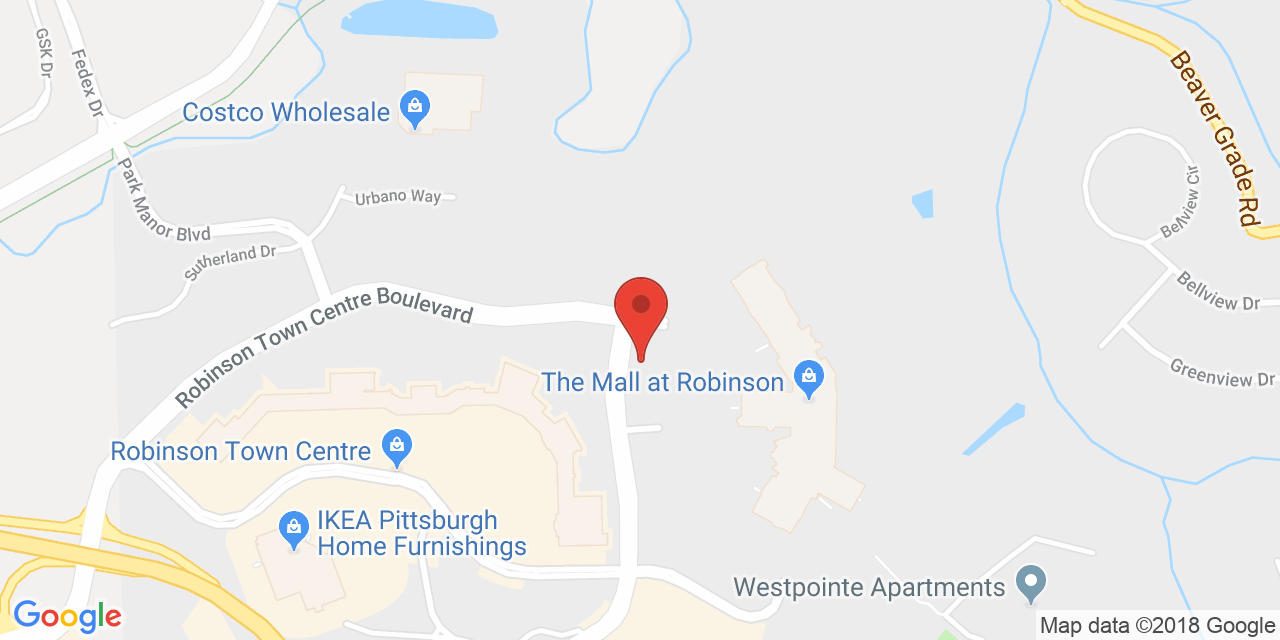 GSK Dr
Fedex Dr
Beaver Grade Rd
Costco Wholesale
Park Manor Blvd
Urbano Way
Bellview Cir
Sutherland Dr
Bellview Dr
Robinson Town Centre Boulevard
Greenview Dr
The Mall at Robinson
Robinson Town Centre
IKEA Pittsburgh
Home Furnishings
Westpointe Apartments
Google
Map data ©2018 Google